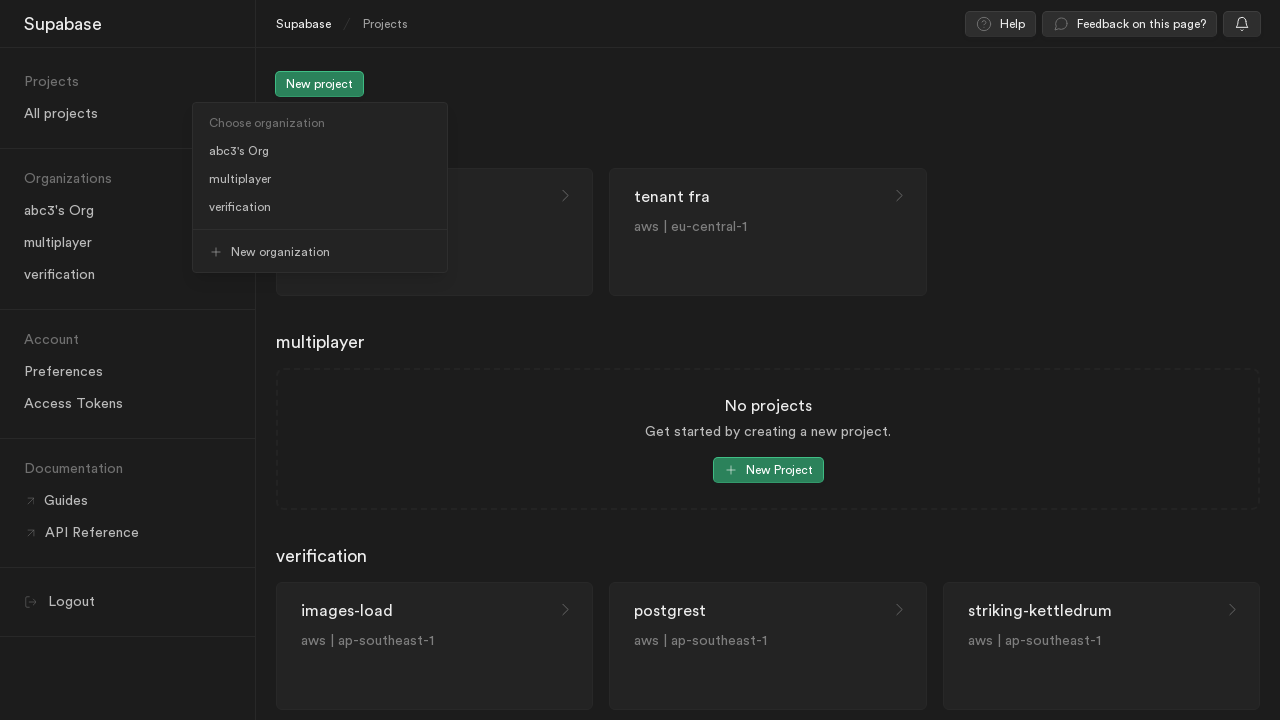 Supabase
Supabase / Projects
Help
Feedback on this page?
Projects
All projects
Organizations
abc3's Org
multiplayer
verification
Account
Preferences
Access Tokens
Documentation
Guides
API Reference
Logout
New project
Choose organization
abc3's Org
multiplayer
verification
New organization
tenant fra
aws | eu-central-1
multiplayer
No projects
Get started by creating a new project.
New Project
verification
images-load
aws | ap-southeast-1
postgrest
aws | ap-southeast-1
striking-kettledrum
aws | ap-southeast-1